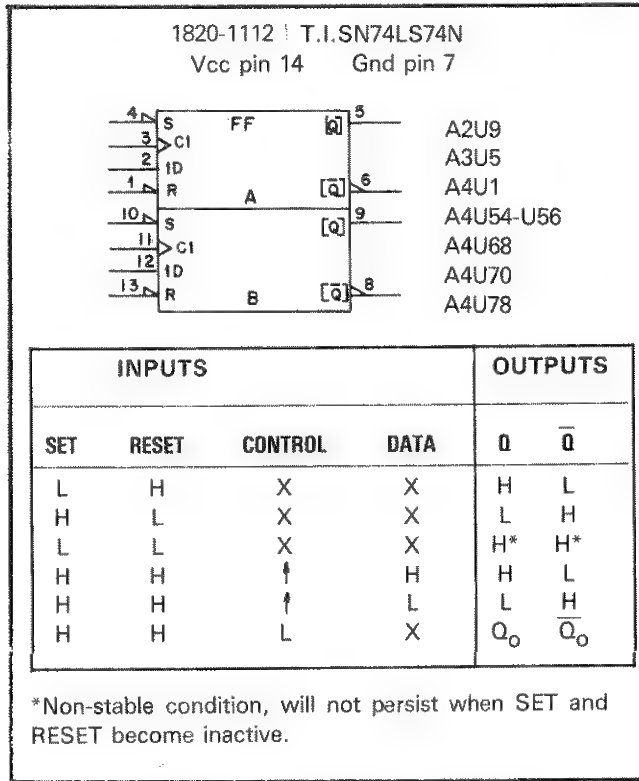 1820-1112 | T.I.SN74LS74N
Vcc pin 14 Gnd pin 7
4 S FF [Q] 5
3 C1
2 1D
1 R A [Q̅] 6
10 S [Q] 9
11 C1
12 1D
13 R B [Q̅] 8
A2U9
A3U5
A4U1
A4U54-U56
A4U68
A4U70
A4U78
INPUTS OUTPUTS
SET RESET CONTROL DATA Q Q̅
L H X X H L
H L X X L H
L L X X H* H*
H H ↑ H H L
H H ↑ L L H
H H L X Q₀ Q̅₀
*Non-stable condition, will not persist when SET and
RESET become inactive.